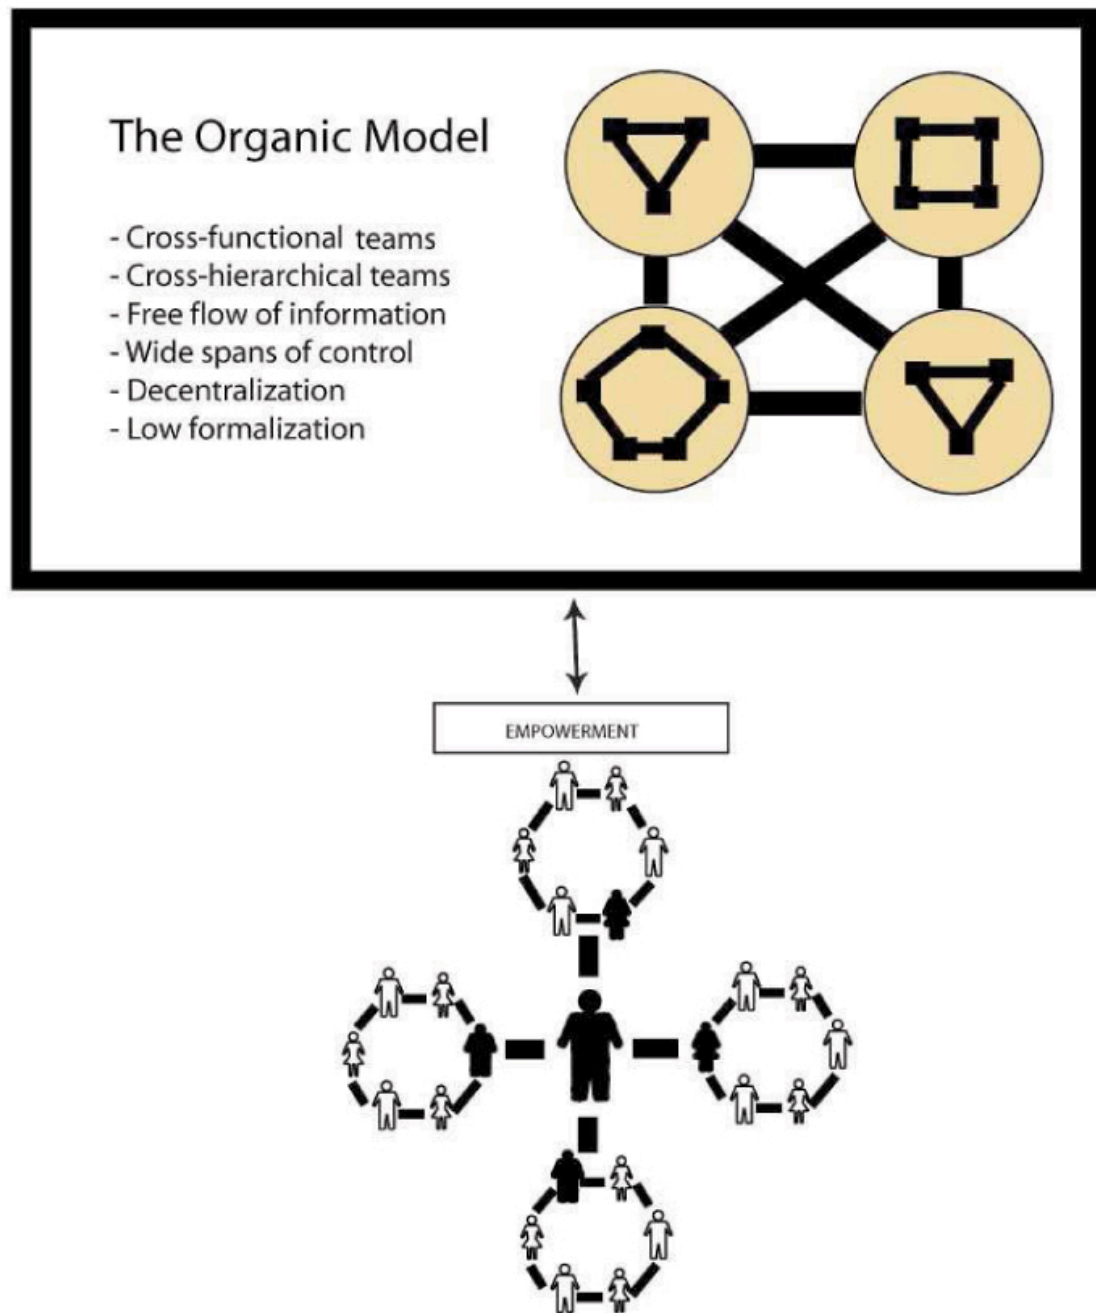 The Organic Model
- Cross-functional teams
- Cross-hierarchical teams
- Free flow of information
- Wide spans of control
- Decentralization
- Low formalization
EMPOWERMENT